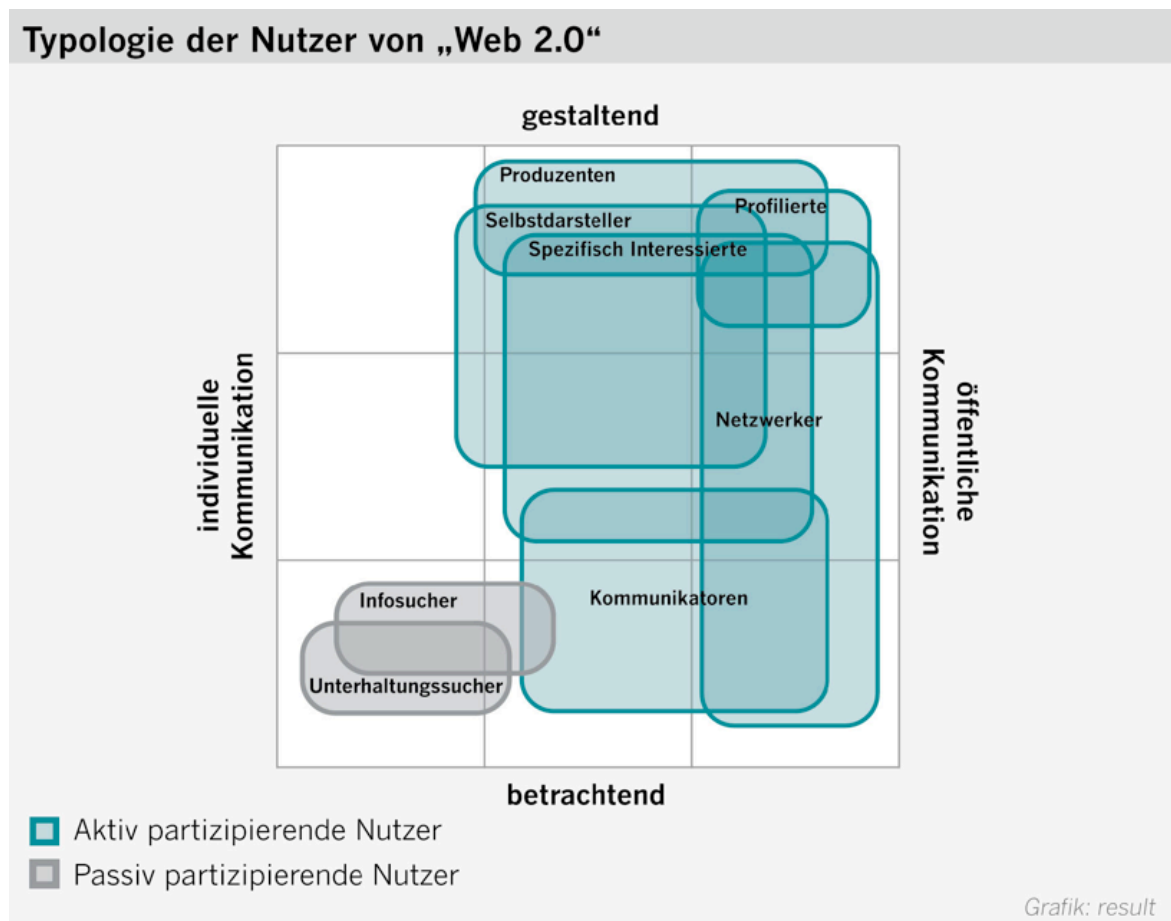 Typologie der Nutzer von „Web 2.0“
gestaltend
Produzenten
Profilierte
Selbstdarsteller
Spezifisch Interessierte
individuelle
Kommunikation
öffentliche
Kommunikation
Netzwerker
Infosucher
Kommunikatoren
Unterhaltungssucher
betrachtend
Aktiv partizipierende Nutzer
Passiv partizipierende Nutzer
Grafik: result